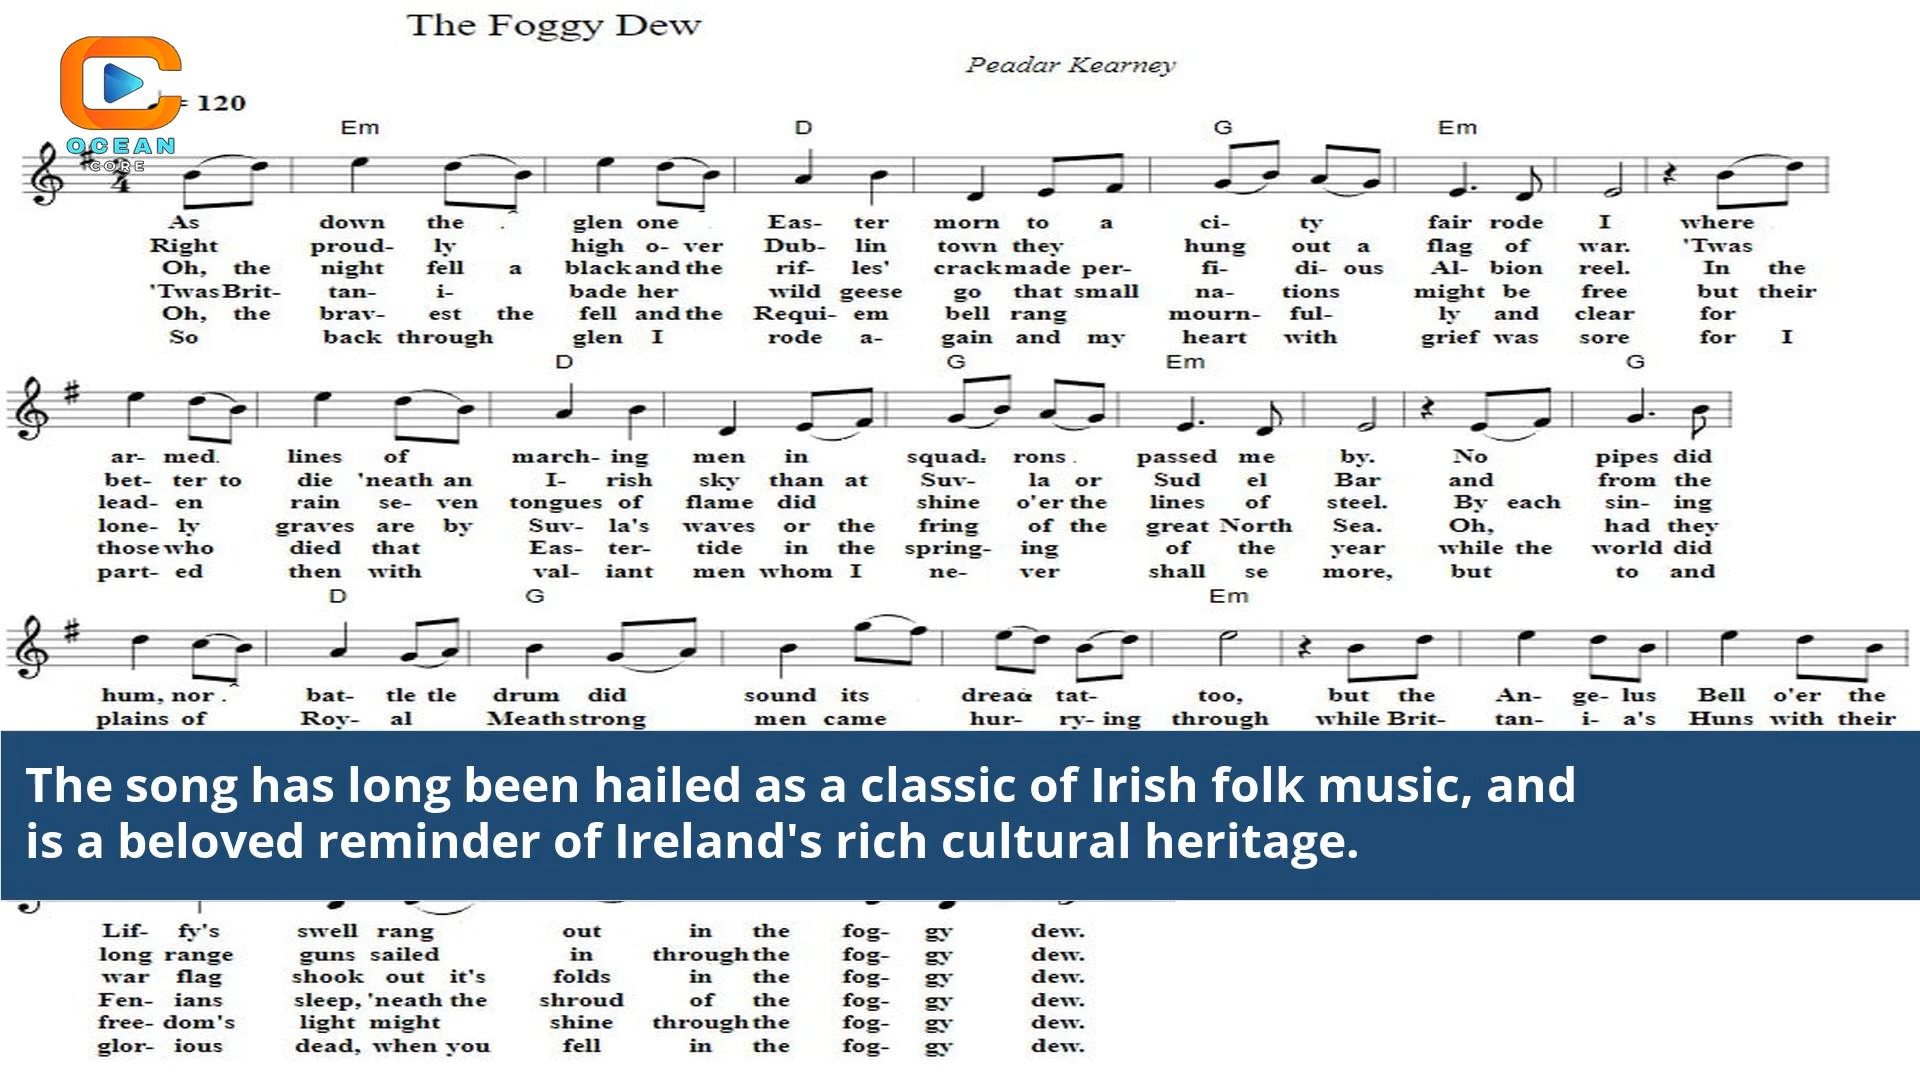 The Foggy Dew
Peadar Kearney
= 120
OCEAN
CORE
Em D G Em
As down the glen one Eas- ter morn to a ci- ty fair rode I where
Right proud- ly high o- ver Dub- lin town they hung out a flag of war. 'Twas
Oh, the night fell a black and the rif- les' crack made per- fi- di- ous Al- bion reel. In the
'Twas Brit- tan- i- bade her wild geese go that small na- tions might be free but their
Oh, the brav- est the fell and the Requi- em bell rang mourn- ful- ly and clear for
So back through glen I rode a- gain and my heart with grief was sore for I
D G Em G
ar- med. lines of march- ing men in squad. rons. passed me by. No pipes did
bet- ter to die 'neath an I- rish sky than at Suv- la or Sud el Bar and from the
lead- en rain se- ven tongues of flame did shine o'er the lines of steel. By each sin- ing
lone- ly graves are by Suv- la's waves or the fring of the great North Sea. Oh, had they
those who died that Eas- ter- tide in the spring- ing of the year while the world did
part- ed then with val- iant men whom I ne- ver shall se more, but to and
D G Em
hum, nor . bat- tle tle drum did sound its dread tat- too, but the An- ge- lus Bell o'er the
plains of Roy- al Meath strong men came hur- ry- ing through while Brit- tan- i- a's Huns with their
The song has long been hailed as a classic of Irish folk music, and
is a beloved reminder of Ireland's rich cultural heritage.
Lif- fy's swell rang out in the fog- gy dew.
long range guns sailed in through the fog- gy dew.
war flag shook out it's folds in the fog- gy dew.
Fen- ians sleep, 'neath the shroud of the fog- gy dew.
free- dom's light might shine through the fog- gy dew.
glor- ious dead, when you fell in the fog- gy dew.